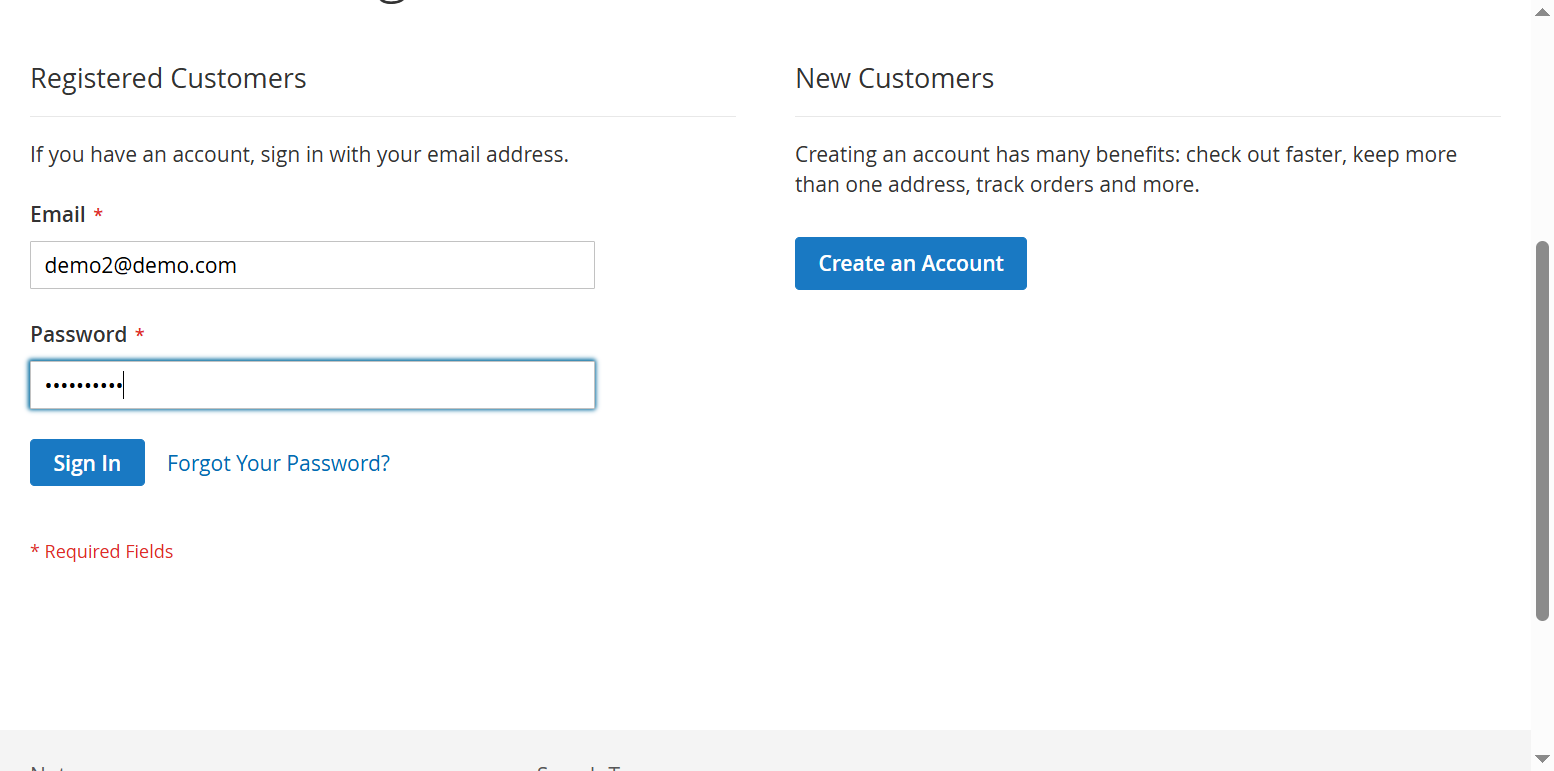 Registered Customers
If you have an account, sign in with your email address.
Email *
demo2@demo.com
Password *
••••••••••
Sign In
Forgot Your Password?
* Required Fields
New Customers
Creating an account has many benefits: check out faster, keep more
than one address, track orders and more.
Create an Account